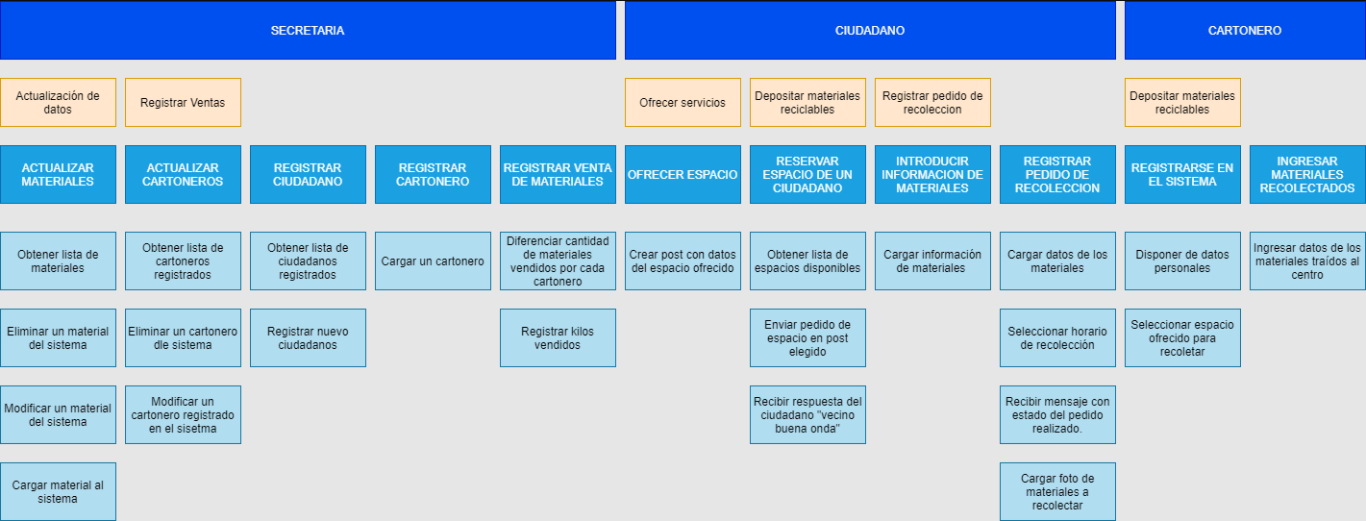 SECRETARIA
CIUDADANO
CARTONERO
Actualización de
datos
Registrar Ventas
Ofrecer servicios
Depositar materiales
reciclables
Registrar pedido de
recoleccion
Depositar materiales
reciclables
ACTUALIZAR
MATERIALES
ACTUALIZAR
CARTONEROS
REGISTRAR
CIUDADANO
REGISTRAR
CARTONERO
REGISTRAR VENTA
DE MATERIALES
OFRECER ESPACIO
RESERVAR
ESPACIO DE UN
CIUDADANO
INTRODUCIR
INFORMACION DE
MATERIALES
REGISTRAR
PEDIDO DE
RECOLECCION
REGISTRARSE EN
EL SISTEMA
INGRESAR
MATERIALES
RECOLECTADOS
Obtener lista de
materiales
Obtener lista de
cartoneros
registrados
Obtener lista de
ciudadanos
registrados
Cargar un cartonero
Diferenciar cantidad
de materiales
vendidos por cada
cartonero
Crear post con datos
del espacio ofrecido
Obtener lista de
espacios disponibles
Cargar información
de materiales
Cargar datos de los
materiales
Disponer de datos
personales
Ingresar datos de los
materiales traídos al
centro
Eliminar un material
del sistema
Eliminar un cartonero
dle sistema
Registrar nuevo
ciudadanos
Registrar kilos
vendidos
Enviar pedido de
espacio en post
elegido
Seleccionar horario
de recolección
Seleccionar espacio
ofrecido para
recoletar
Modificar un material
del sistema
Modificar un
cartonero registrado
en el sisetma
Recibir respuesta del
ciudadano "vecino
buena onda"
Recibir mensaje con
estado del pedido
realizado.
Cargar material al
sistema
Cargar foto de
materiales a
recolectar